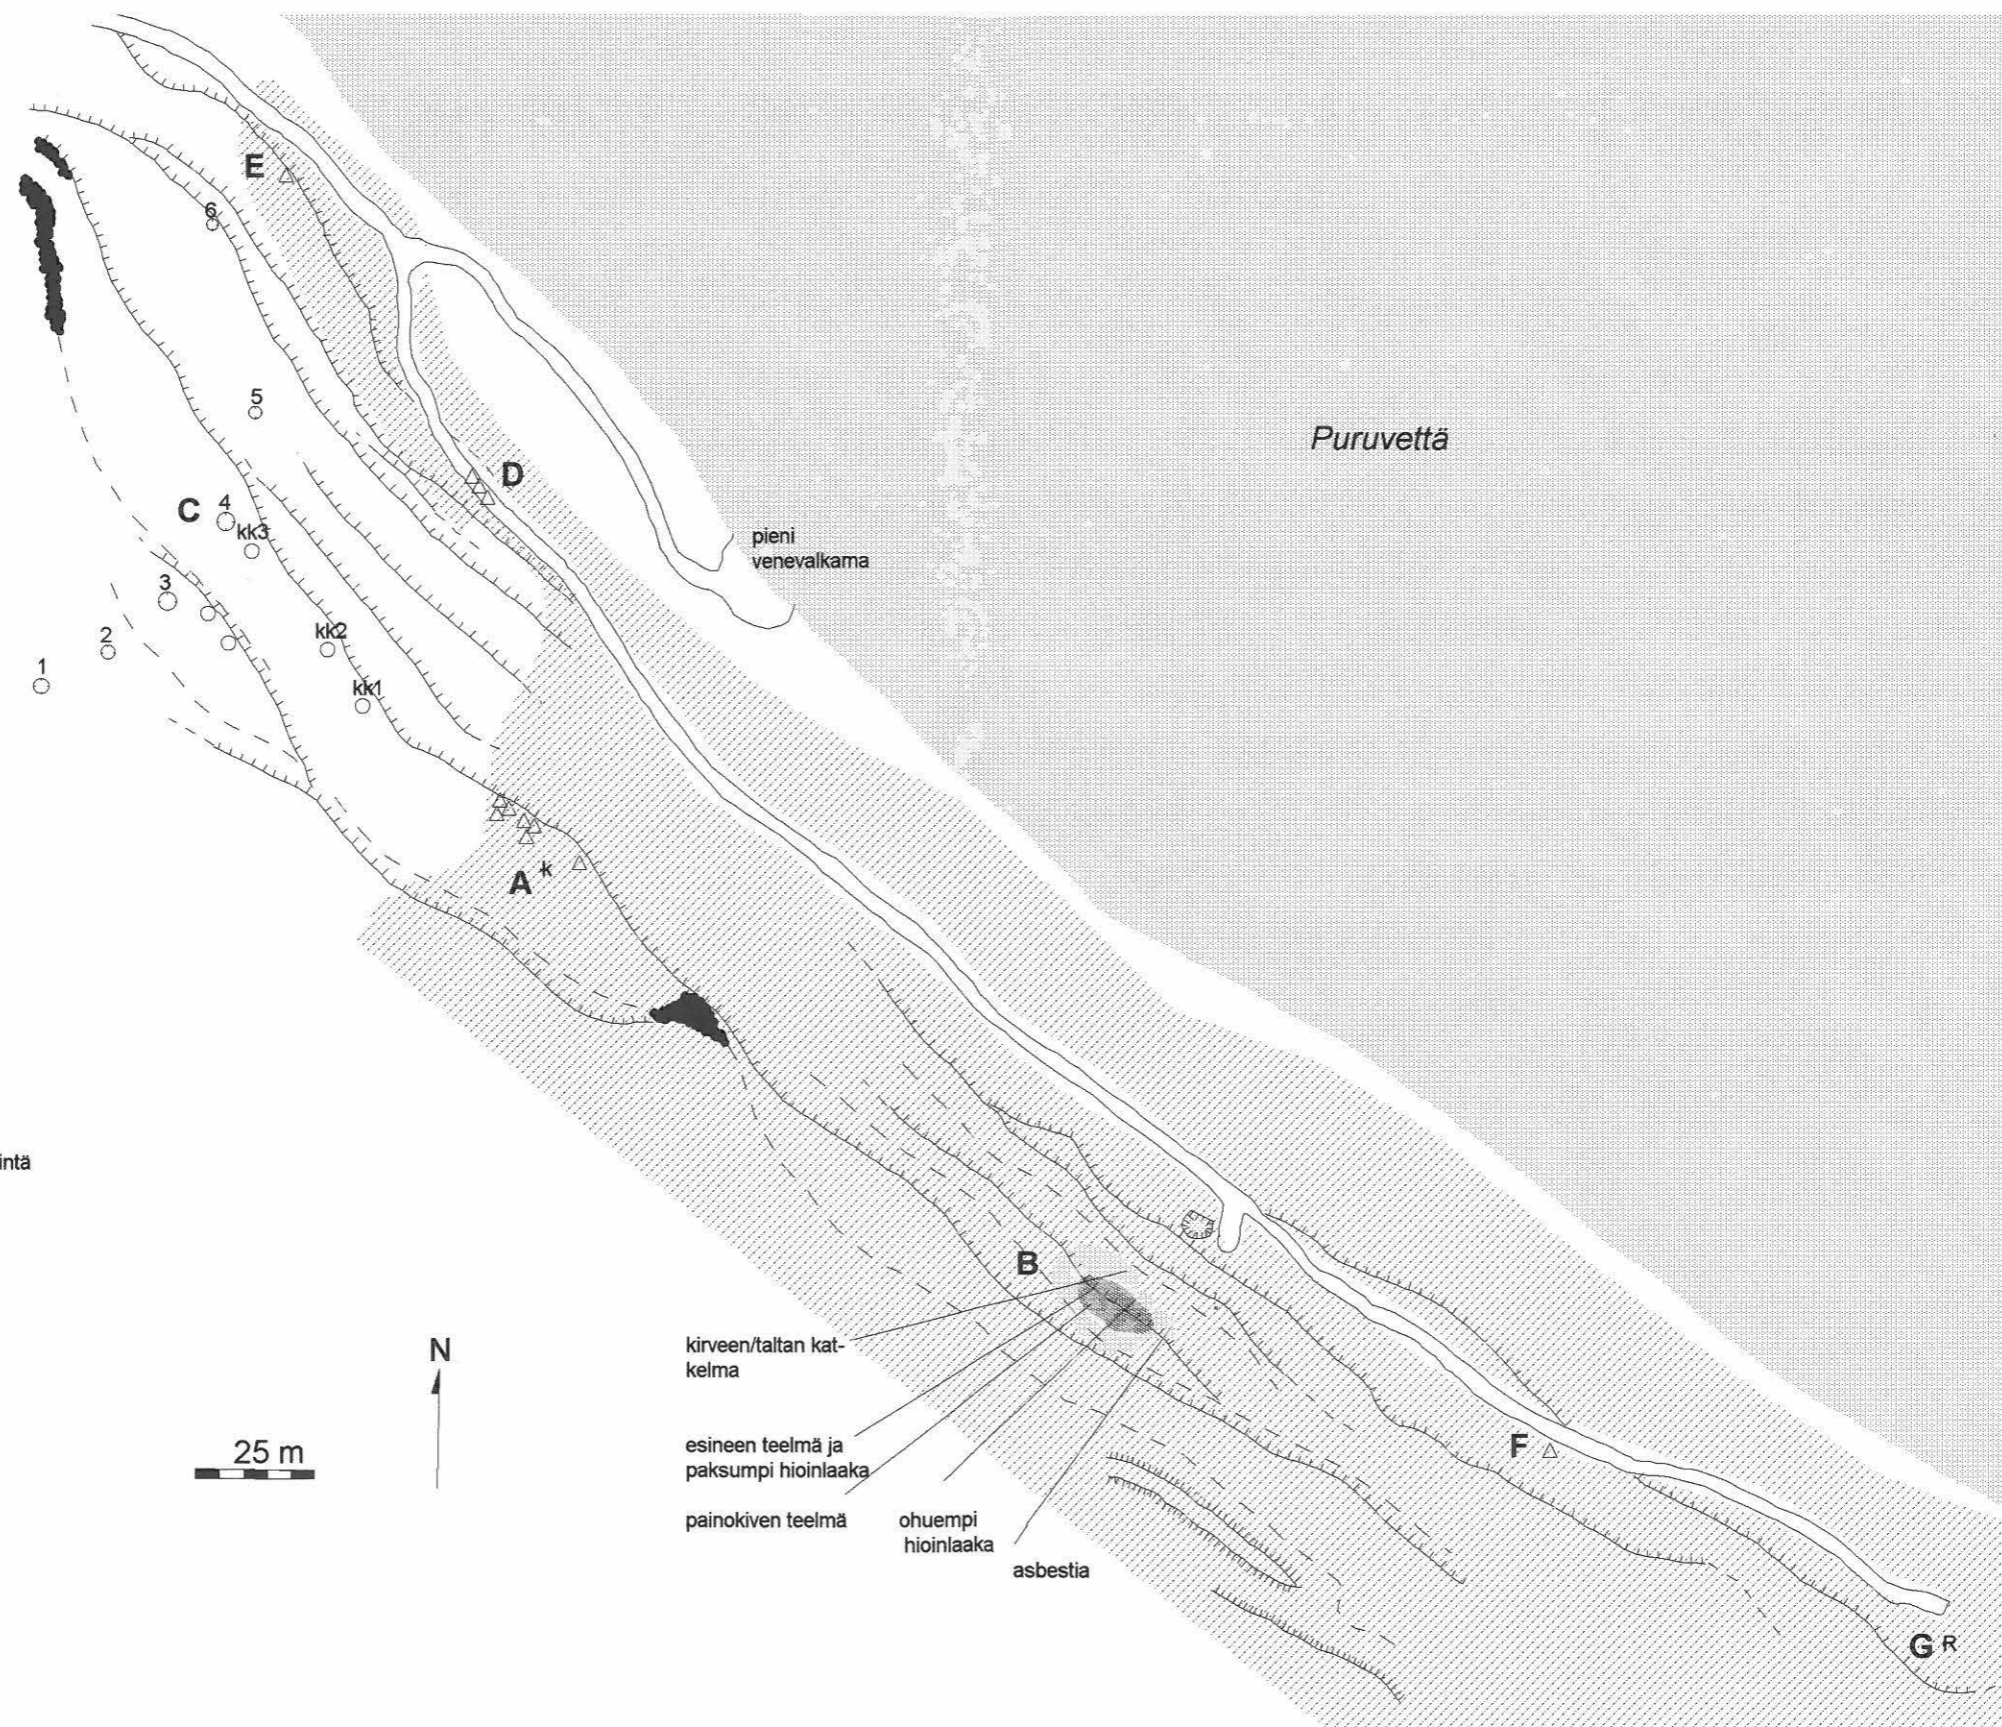 E
6
5
Puruvettä
D
C
4
kk3
pieni
venevalkama
3
kk2
2
1
kk1
A k
intä
B
kirveen/taltan kat-
kelma
N
25 m
esineen teelmä ja
paksumpi hioinlaaka
F
painokiven teelmä
ohuempi
hioinlaaka
asbestia
G R